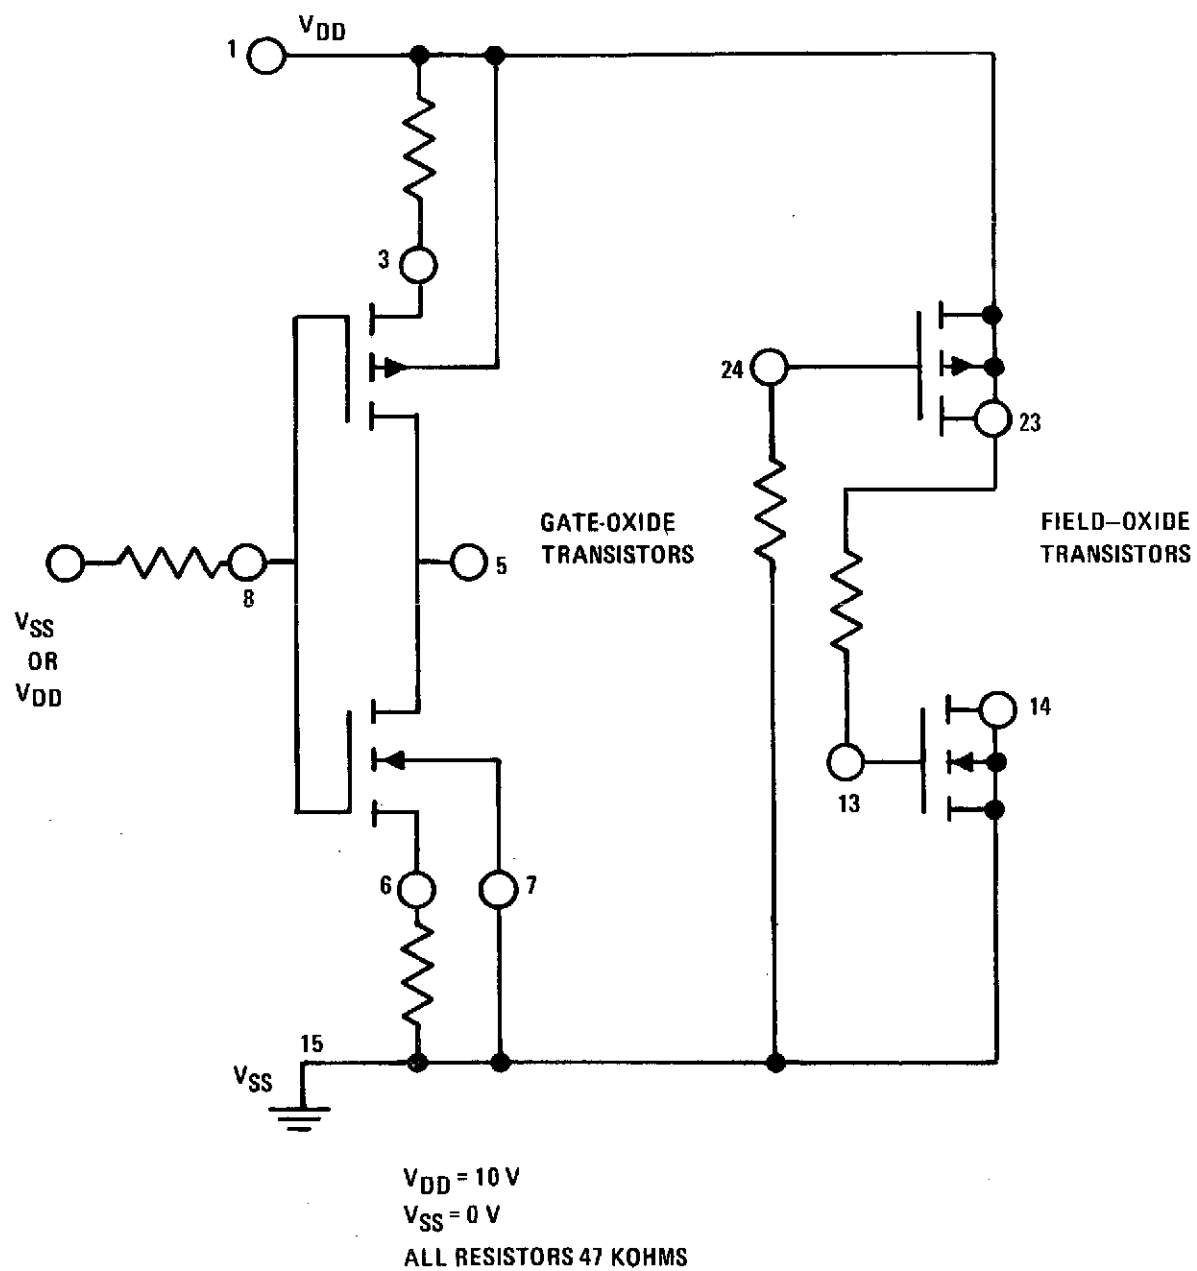 VDD
1
3
24
23
GATE-OXIDE
TRANSISTORS
FIELD–OXIDE
TRANSISTORS
5
8
VSS
OR
VDD
14
13
6
7
15
VSS
VDD = 10 V
VSS = 0 V
ALL RESISTORS 47 KOHMS